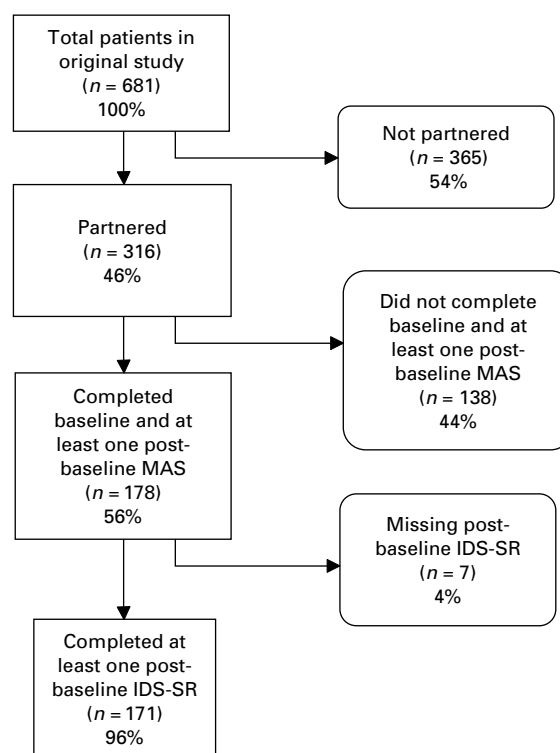 Total patients in
original study
(n = 681)
100%
Not partnered
(n = 365)
54%
Partnered
(n = 316)
46%
Did not complete
baseline and at
least one post-
baseline MAS
(n = 138)
44%
Completed
baseline and at
least one post-
baseline MAS
(n = 178)
56%
Missing post-
baseline IDS-SR
(n = 7)
4%
Completed at
least one post-
baseline IDS-SR
(n = 171)
96%